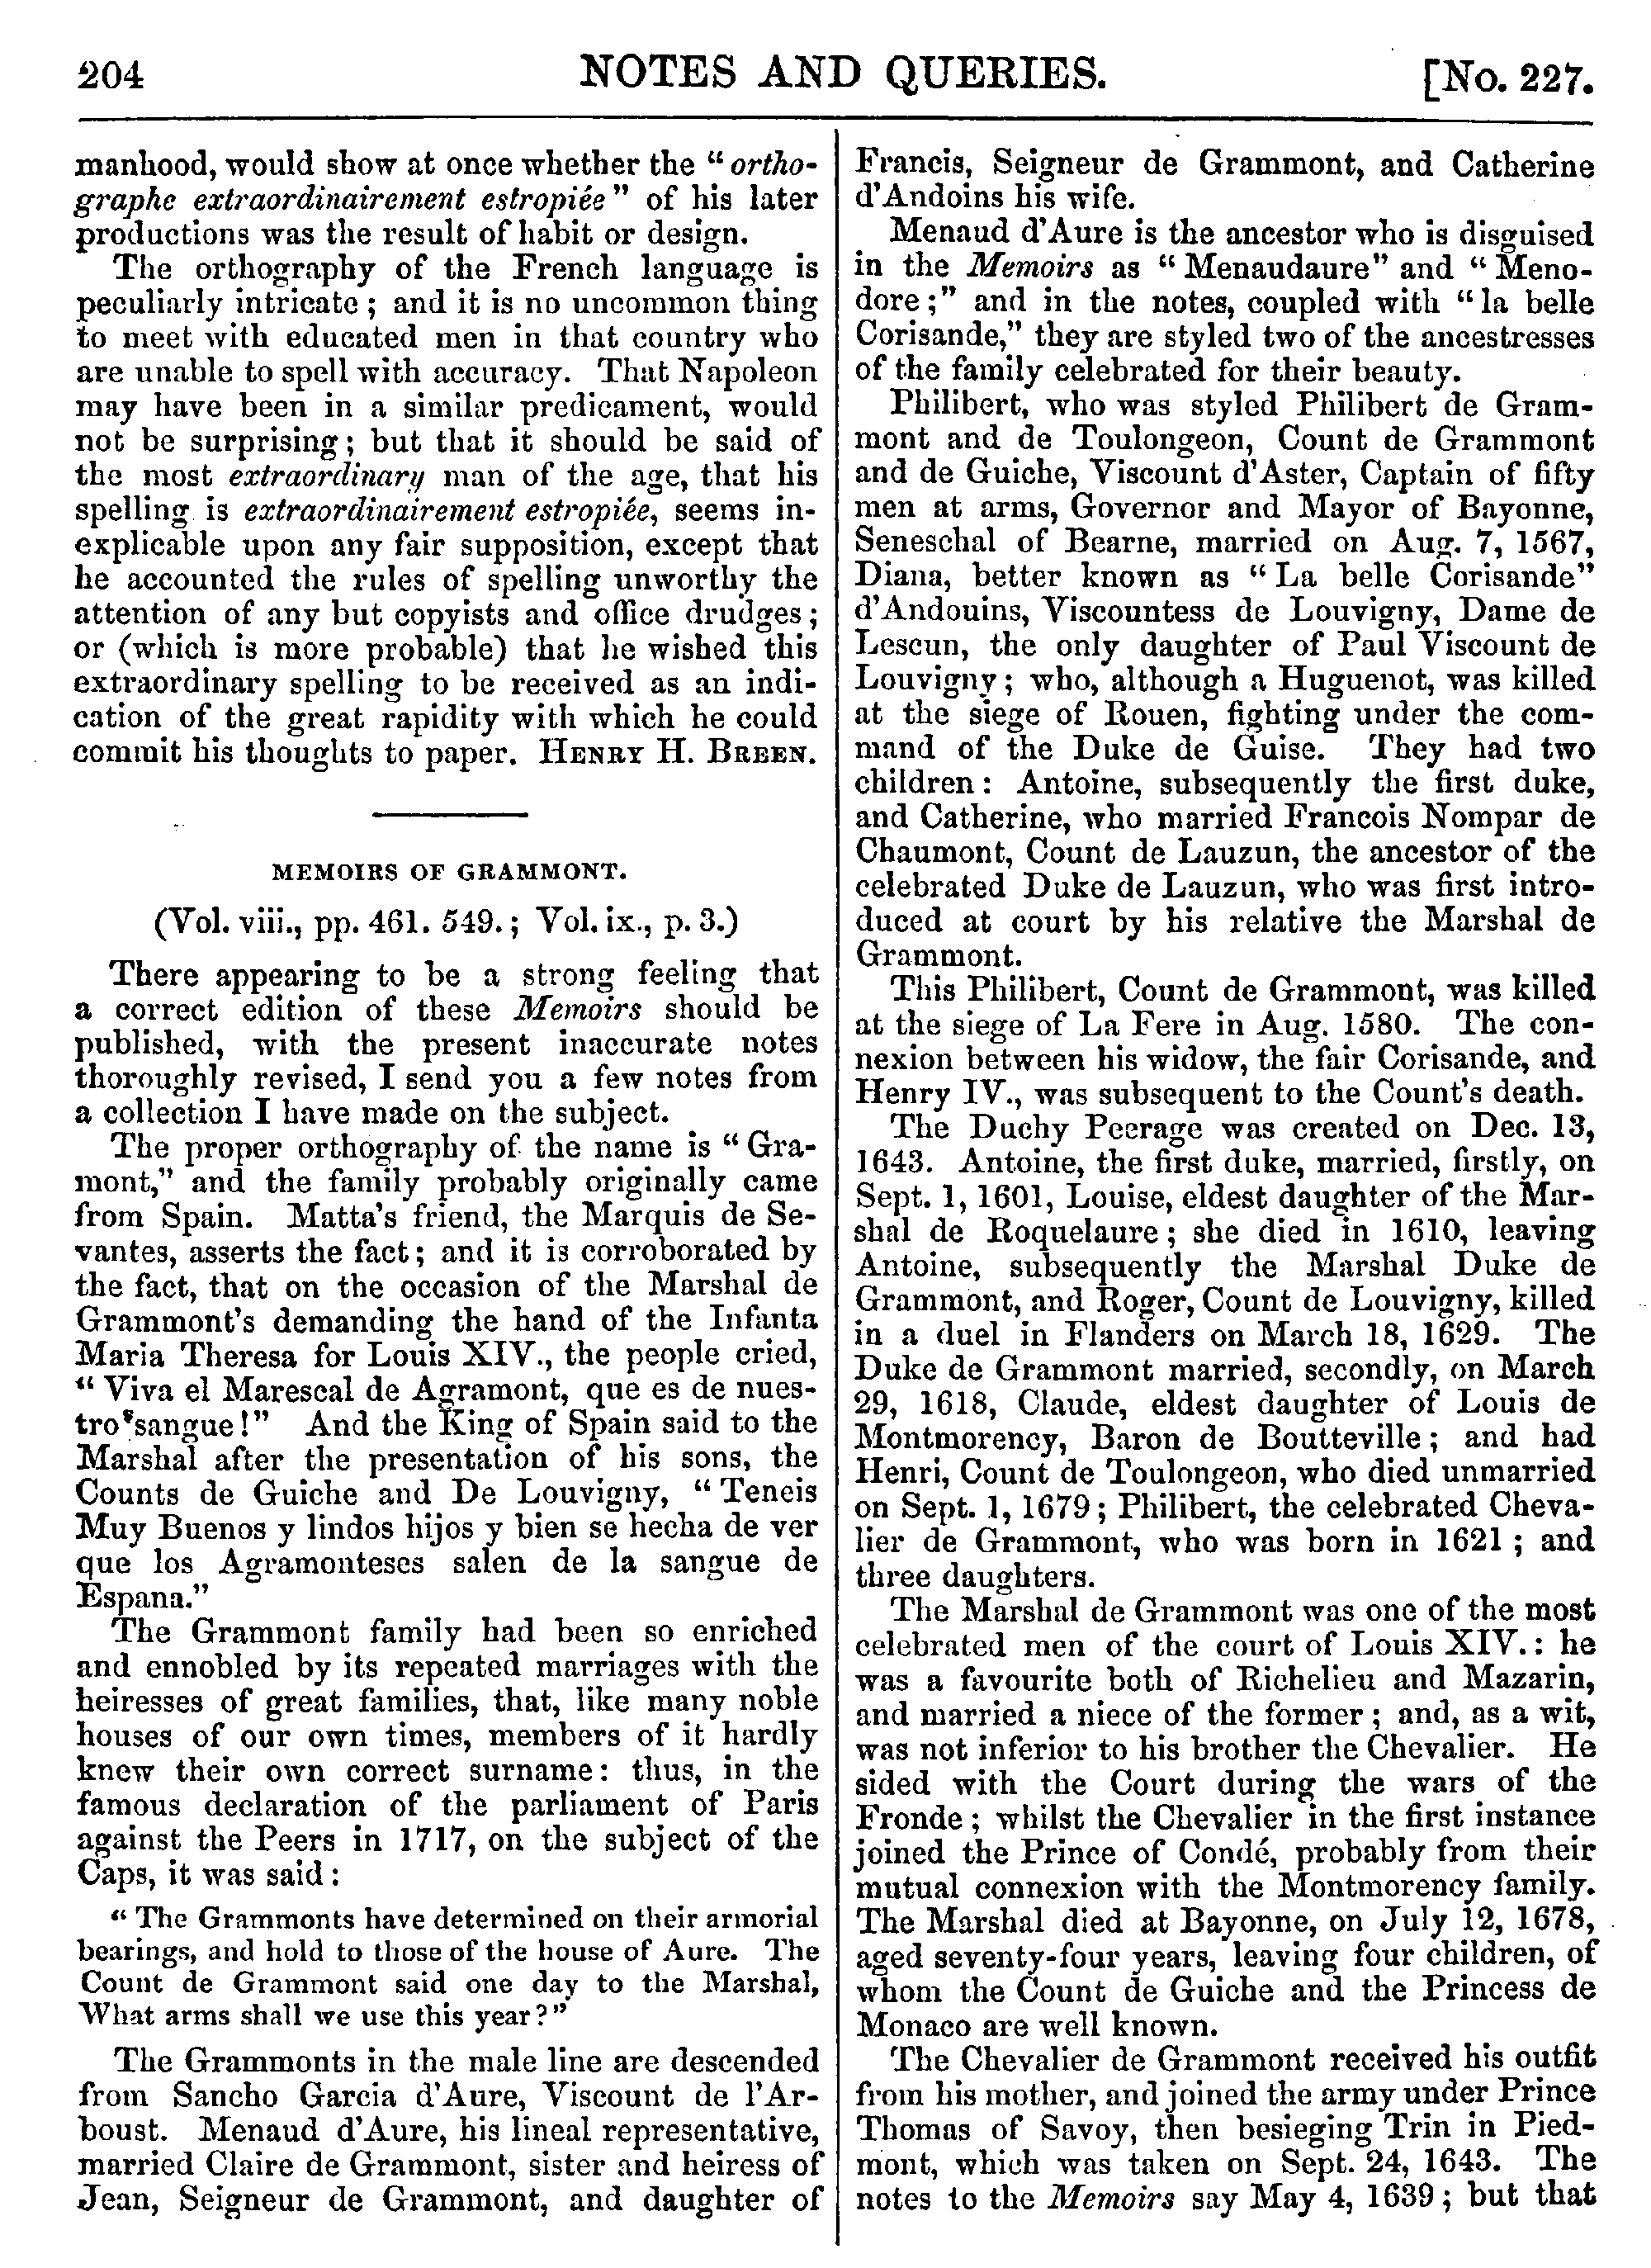 204
NOTES AND QUERIES.
[No. 227.
manhood, would show at once whether the “ortho-
graphe extraordinairement estropiée” of his later
productions was the result of habit or design.
The orthography of the French language is
peculiarly intricate; and it is no uncommon thing
to meet with educated men in that country who
are unable to spell with accuracy. That Napoleon
may have been in a similar predicament, would
not be surprising; but that it should be said of
the most extraordinary man of the age, that his
spelling is extraordinairement estropiée, seems in-
explicable upon any fair supposition, except that
he accounted the rules of spelling unworthy the
attention of any but copyists and office drudges;
or (which is more probable) that he wished this
extraordinary spelling to be received as an indi-
cation of the great rapidity with which he could
commit his thoughts to paper. HENRY H. BREEN.
MEMOIRS OF GRAMMONT.
(Vol. viii., pp. 461. 549.; Vol. ix., p. 3.)
There appearing to be a strong feeling that
a correct edition of these Memoirs should be
published, with the present inaccurate notes
thoroughly revised, I send you a few notes from
a collection I have made on the subject.
The proper orthography of the name is “Gra-
mont,” and the family probably originally came
from Spain. Matta's friend, the Marquis de Se-
vantes, asserts the fact; and it is corroborated by
the fact, that on the occasion of the Marshal de
Grammont's demanding the hand of the Infanta
Maria Theresa for Louis XIV., the people cried,
“Viva el Marescal de Agramont, que es de nues-
tro sangue!” And the King of Spain said to the
Marshal after the presentation of his sons, the
Counts de Guiche and De Louvigny, “Teneis
Muy Buenos y lindos hijos y bien se hecha de ver
que los Agramonteses salen de la sangue de
Espana.”
The Grammont family had been so enriched
and ennobled by its repeated marriages with the
heiresses of great families, that, like many noble
houses of our own times, members of it hardly
knew their own correct surname: thus, in the
famous declaration of the parliament of Paris
against the Peers in 1717, on the subject of the
Caps, it was said:
“The Grammonts have determined on their armorial
bearings, and hold to those of the house of Aure. The
Count de Grammont said one day to the Marshal,
What arms shall we use this year?”
The Grammonts in the male line are descended
from Sancho Garcia d'Aure, Viscount de l'Ar-
boust. Menaud d'Aure, his lineal representative,
married Claire de Grammont, sister and heiress of
Jean, Seigneur de Grammont, and daughter of
Francis, Seigneur de Grammont, and Catherine
d'Andoins his wife.
Menaud d'Aure is the ancestor who is disguised
in the Memoirs as “Menaudaure” and “Meno-
dore;” and in the notes, coupled with “la belle
Corisande,” they are styled two of the ancestresses
of the family celebrated for their beauty.
Philibert, who was styled Philibert de Gram-
mont and de Toulongeon, Count de Grammont
and de Guiche, Viscount d'Aster, Captain of fifty
men at arms, Governor and Mayor of Bayonne,
Seneschal of Bearne, married on Aug. 7, 1567,
Diana, better known as “La belle Corisande”
d'Andouins, Viscountess de Louvigny, Dame de
Lescun, the only daughter of Paul Viscount de
Louvigny; who, although a Huguenot, was killed
at the siege of Rouen, fighting under the com-
mand of the Duke de Guise. They had two
children: Antoine, subsequently the first duke,
and Catherine, who married Francois Nompar de
Chaumont, Count de Lauzun, the ancestor of the
celebrated Duke de Lauzun, who was first intro-
duced at court by his relative the Marshal de
Grammont.
This Philibert, Count de Grammont, was killed
at the siege of La Fere in Aug. 1580. The con-
nexion between his widow, the fair Corisande, and
Henry IV., was subsequent to the Count's death.
The Duchy Peerage was created on Dec. 13,
1643. Antoine, the first duke, married, firstly, on
Sept. 1, 1601, Louise, eldest daughter of the Mar-
shal de Roquelaure; she died in 1610, leaving
Antoine, subsequently the Marshal Duke de
Grammont, and Roger, Count de Louvigny, killed
in a duel in Flanders on March 18, 1629. The
Duke de Grammont married, secondly, on March
29, 1618, Claude, eldest daughter of Louis de
Montmorency, Baron de Boutteville; and had
Henri, Count de Toulongeon, who died unmarried
on Sept. 1, 1679; Philibert, the celebrated Cheva-
lier de Grammont, who was born in 1621; and
three daughters.
The Marshal de Grammont was one of the most
celebrated men of the court of Louis XIV.: he
was a favourite both of Richelieu and Mazarin,
and married a niece of the former; and, as a wit,
was not inferior to his brother the Chevalier. He
sided with the Court during the wars of the
Fronde; whilst the Chevalier in the first instance
joined the Prince of Condé, probably from their
mutual connexion with the Montmorency family.
The Marshal died at Bayonne, on July 12, 1678,
aged seventy-four years, leaving four children, of
whom the Count de Guiche and the Princess de
Monaco are well known.
The Chevalier de Grammont received his outfit
from his mother, and joined the army under Prince
Thomas of Savoy, then besieging Trin in Pied-
mont, which was taken on Sept. 24, 1643. The
notes to the Memoirs say May 4, 1639; but that